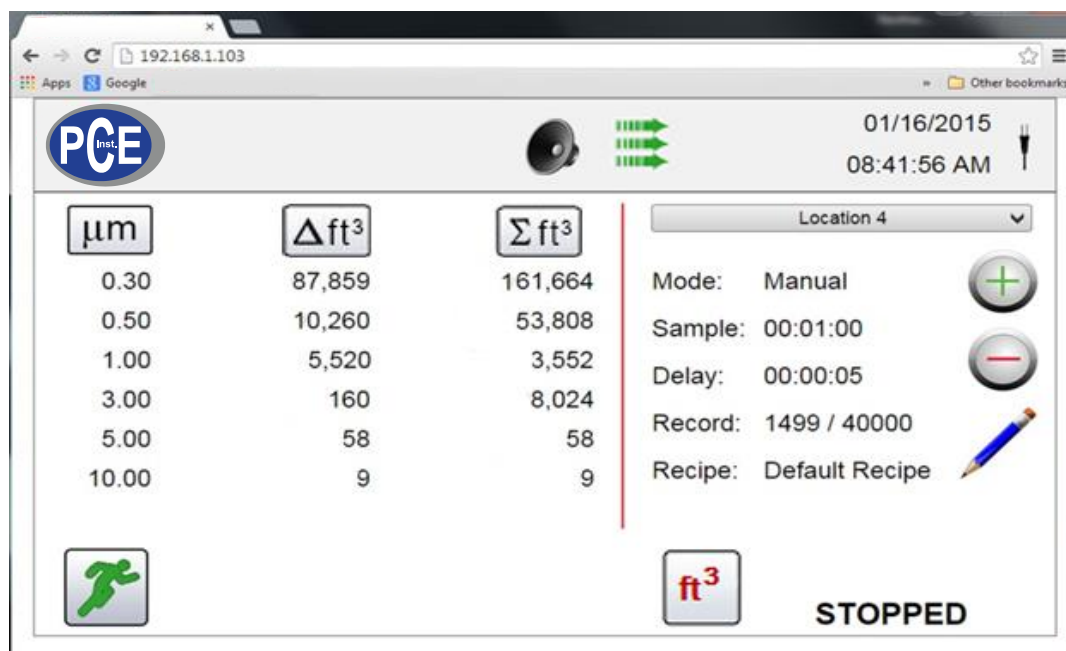 192.168.1.103
Apps Google » Other bookmarks
PCE Inst.
01/16/2015
08:41:56 AM
µm Δft³ Σft³
0.30 87,859 161,664
0.50 10,260 53,808
1.00 5,520 3,552
3.00 160 8,024
5.00 58 58
10.00 9 9
Location 4
Mode: Manual
Sample: 00:01:00
Delay: 00:00:05
Record: 1499 / 40000
Recipe: Default Recipe
ft³
STOPPED